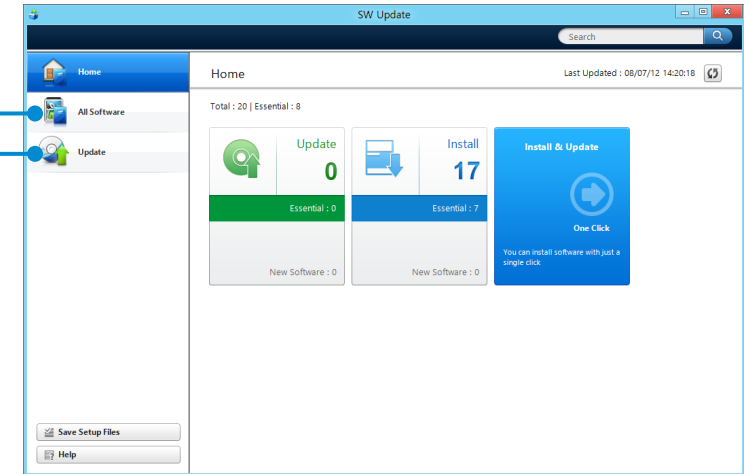 SW Update
Search
Home
All Software
Update
Home
Last Updated : 08/07/12 14:20:18
Total : 20 | Essential : 8
Update
0
Essential : 0
New Software : 0
Install
17
Essential : 7
New Software : 0
Install & Update
One Click
You can install software with just a
single click
Save Setup Files
Help